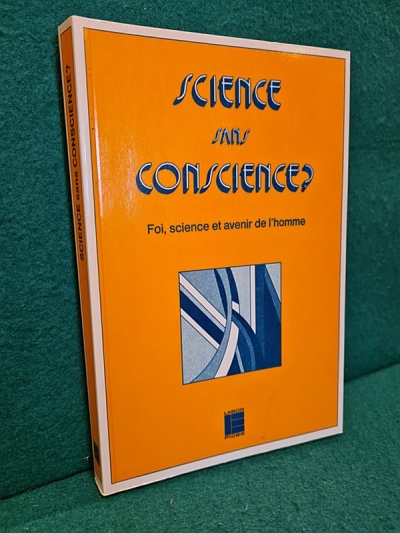 SCIENCE sans CONSCIENCE?
SCIENCE
sans
CONSCIENCE?
Foi, science et avenir de l'homme
LABOR
FIDES